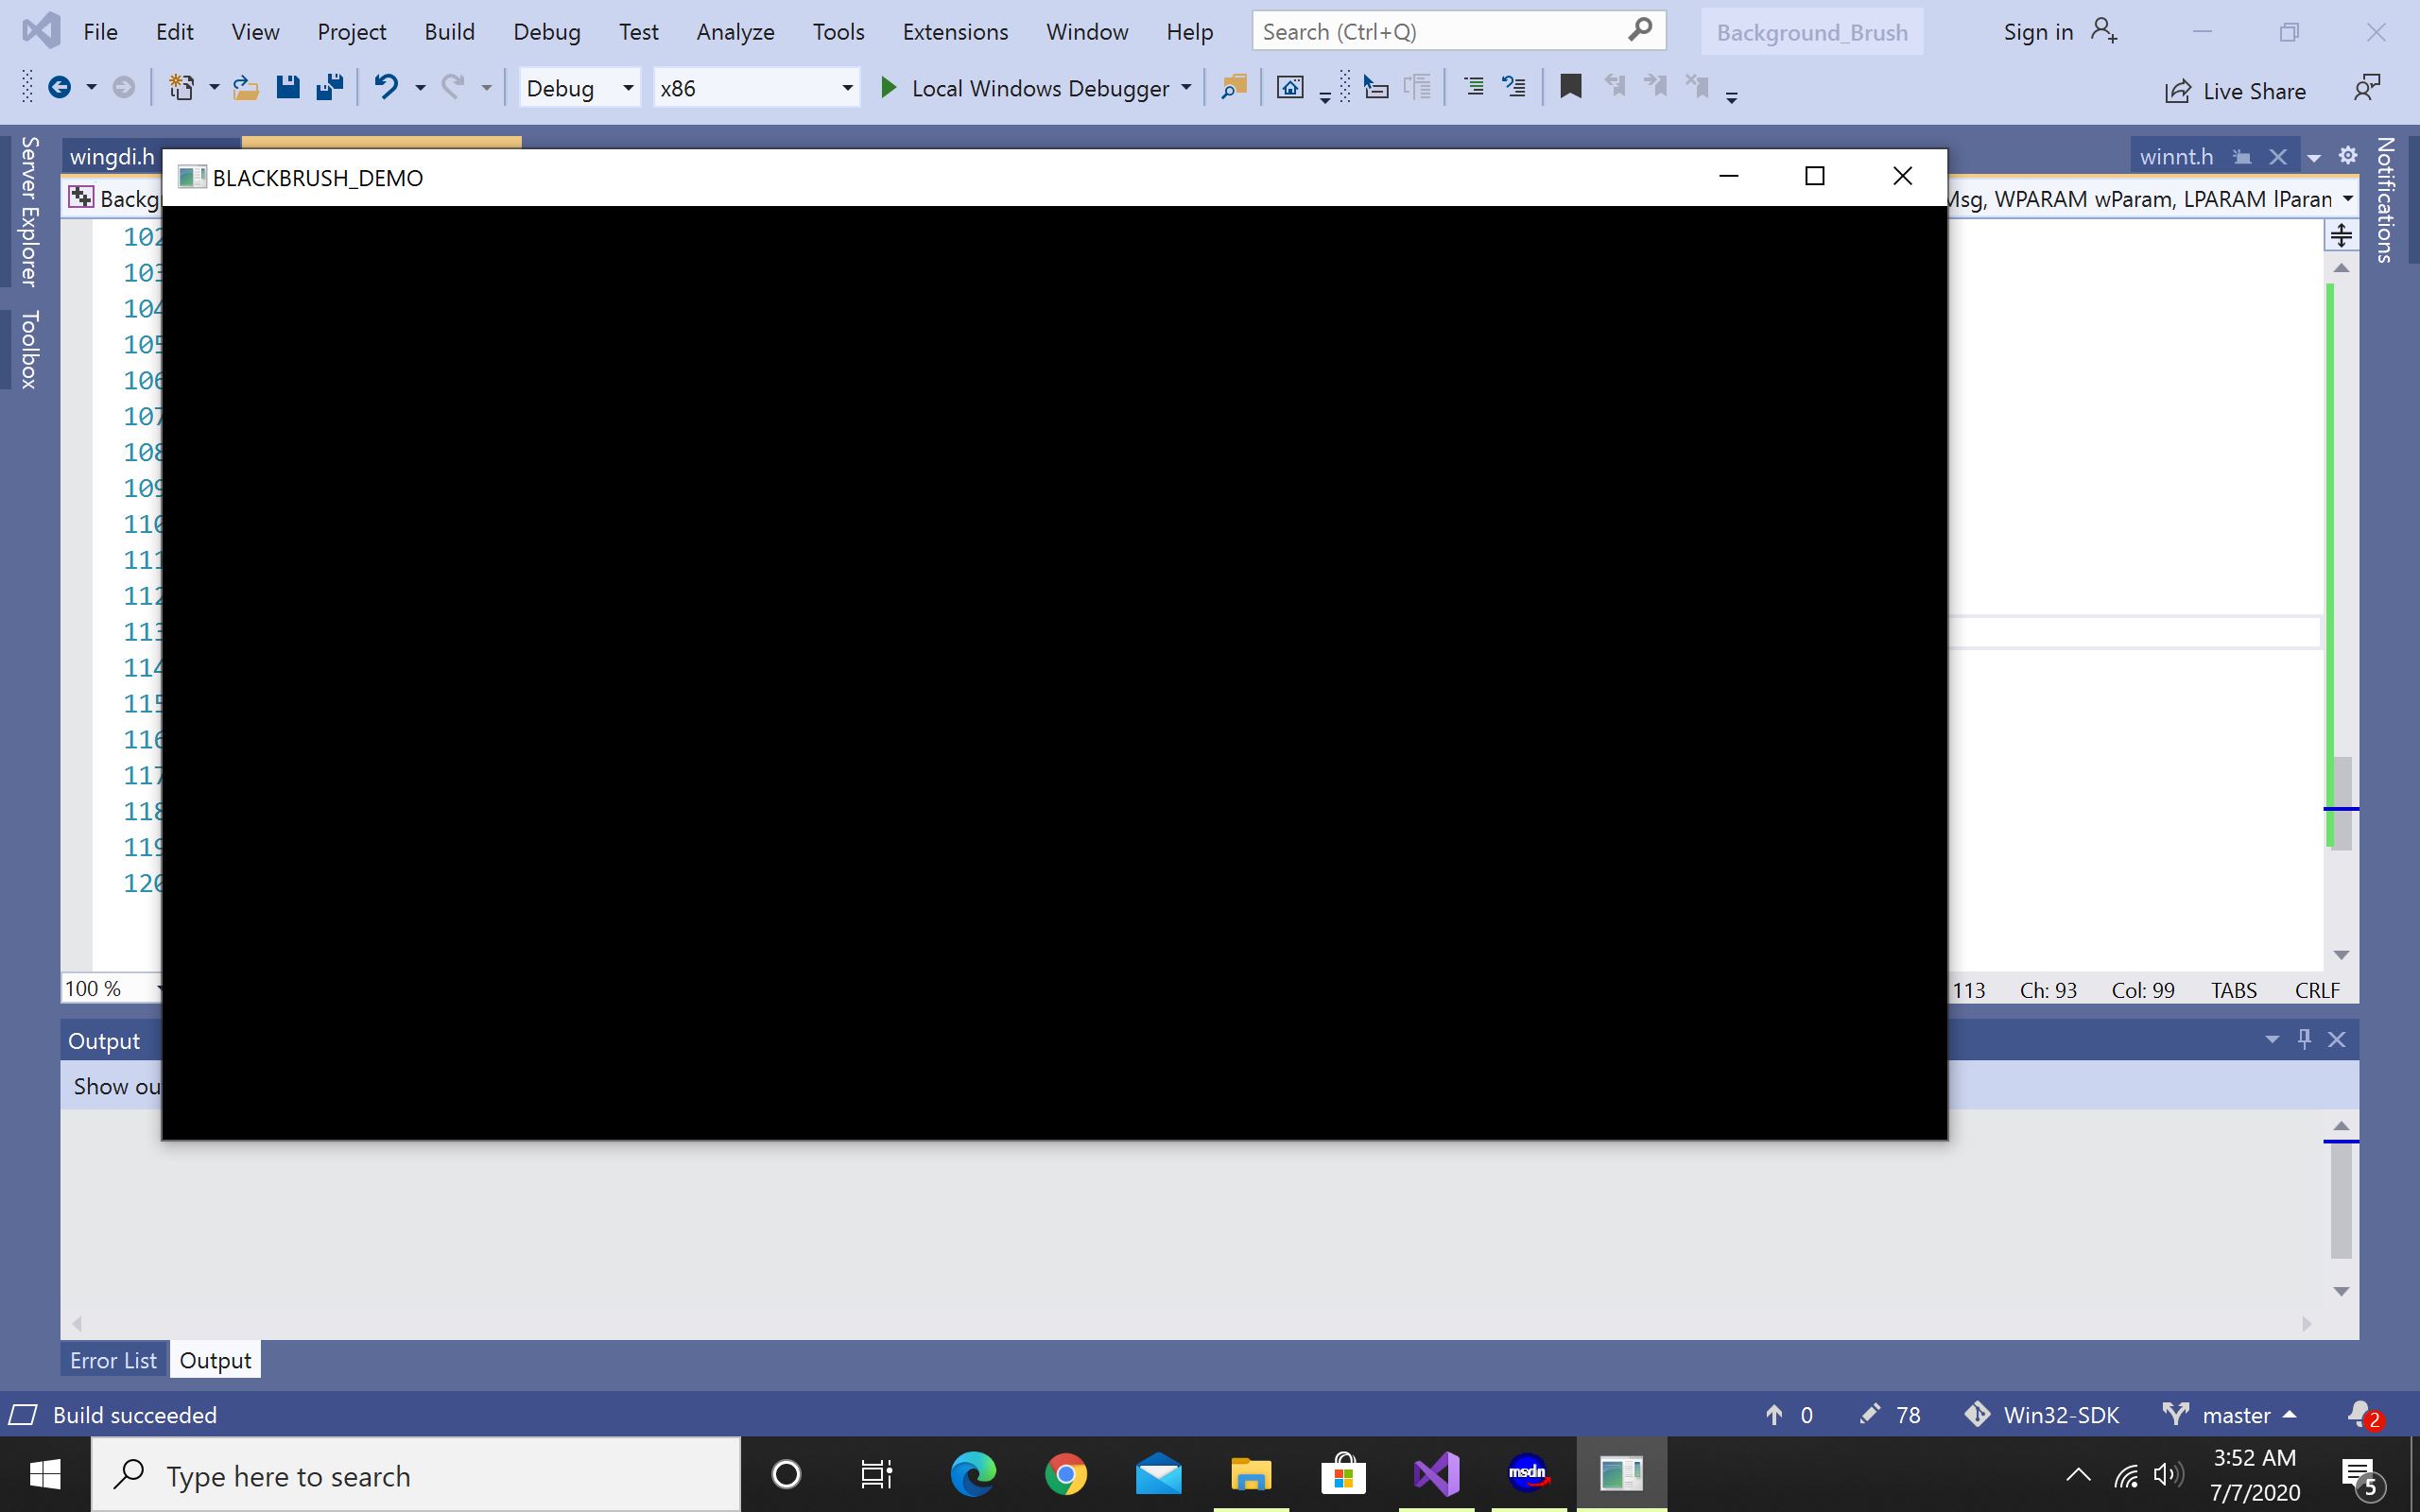 File Edit View Project Build Debug Test Analyze Tools Extensions Window Help Search (Ctrl+Q) Background_Brush Sign in
Debug x86 Local Windows Debugger Live Share
Server Explorer
Toolbox
Notifications
wingdi.h winnt.h
BLACKBRUSH_DEMO
Msg, WPARAM wParam, LPARAM lParan
102
103
104
105
106
107
108
109
110
111
112
113
114
115
116
117
118
119
120
100 % 113 Ch: 93 Col: 99 TABS CRLF
Output
Show ou
Error List Output
Build succeeded 0 78 Win32-SDK master 2
Type here to search msdn 3:52 AM
7/7/2020 5